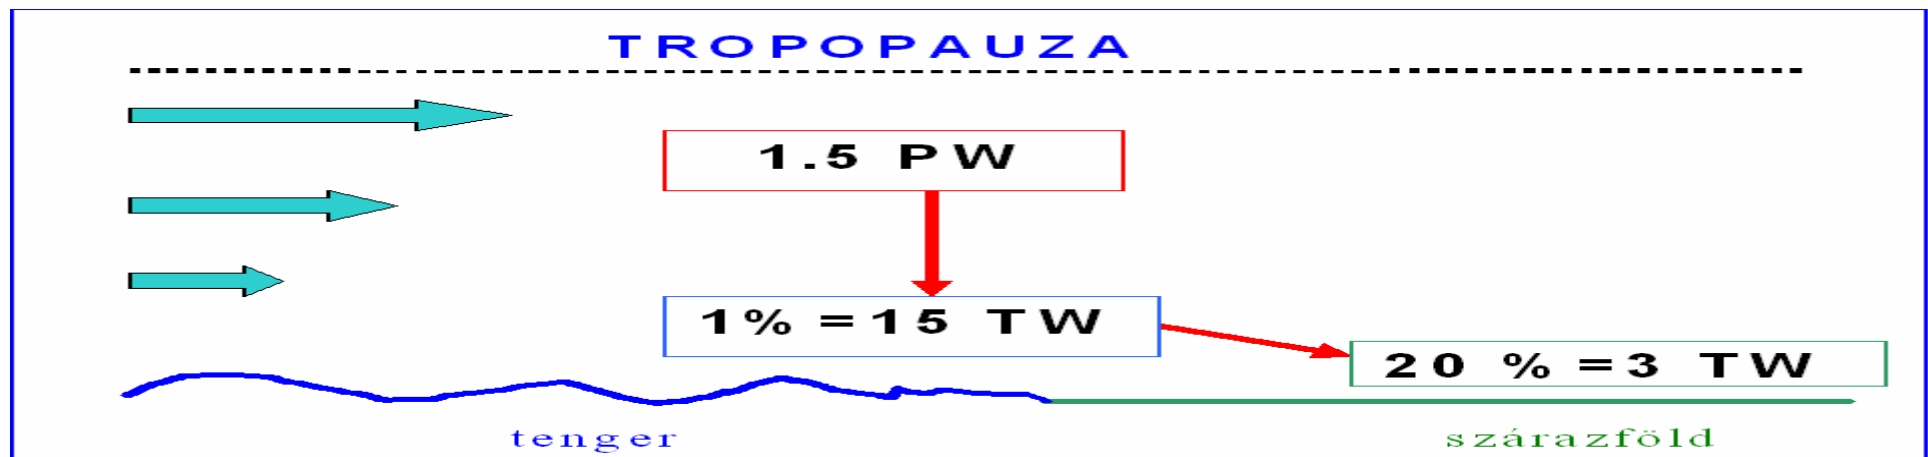 TROPOPAUZA
1.5 PW
1% =15 TW
20 % =3 TW
tenger
szárazföld